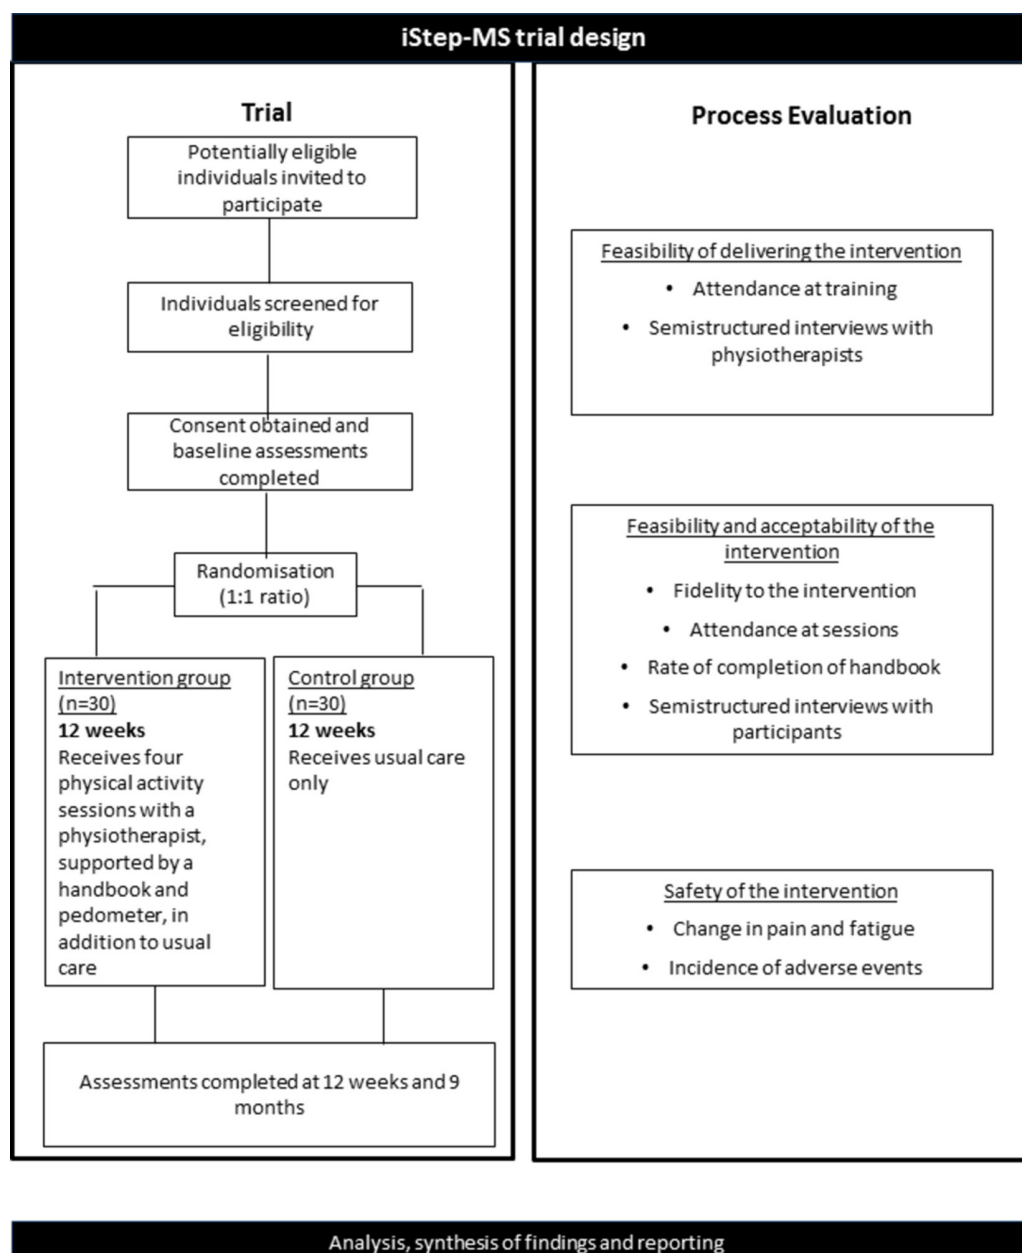 iStep-MS trial design
Trial
Potentially eligible
individuals invited to
participate
Individuals screened for
eligibility
Consent obtained and
baseline assessments
completed
Randomisation
(1:1 ratio)
Intervention group
(n=30)
12 weeks
Receives four
physical activity
sessions with a
physiotherapist,
supported by a
handbook and
pedometer, in
addition to usual
care
Control group
(n=30)
12 weeks
Receives usual care
only
Assessments completed at 12 weeks and 9
months
Process Evaluation
Feasibility of delivering the intervention
• Attendance at training
• Semistructured interviews with
physiotherapists
Feasibility and acceptability of the
intervention
• Fidelity to the intervention
• Attendance at sessions
• Rate of completion of handbook
• Semistructured interviews with
participants
Safety of the intervention
• Change in pain and fatigue
• Incidence of adverse events
Analysis, synthesis of findings and reporting